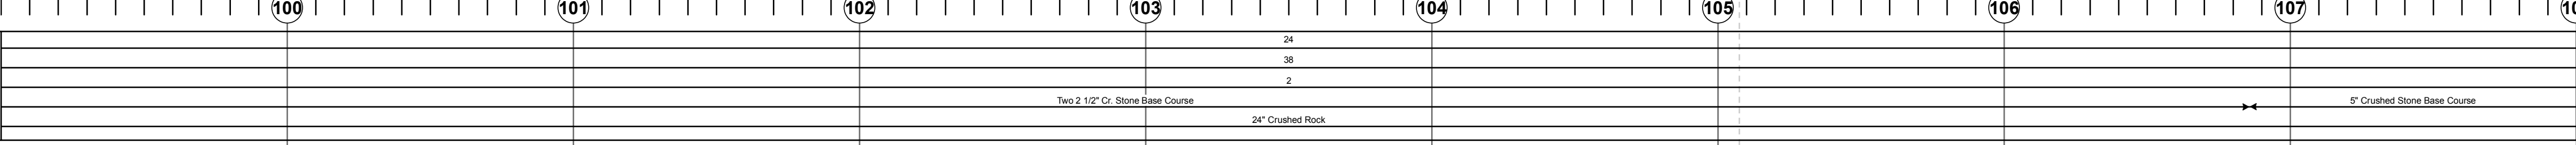 100 101 102 103 104 105 106 107 10
24
38
2
Two 2 1/2" Cr. Stone Base Course 5" Crushed Stone Base Course
24" Crushed Rock